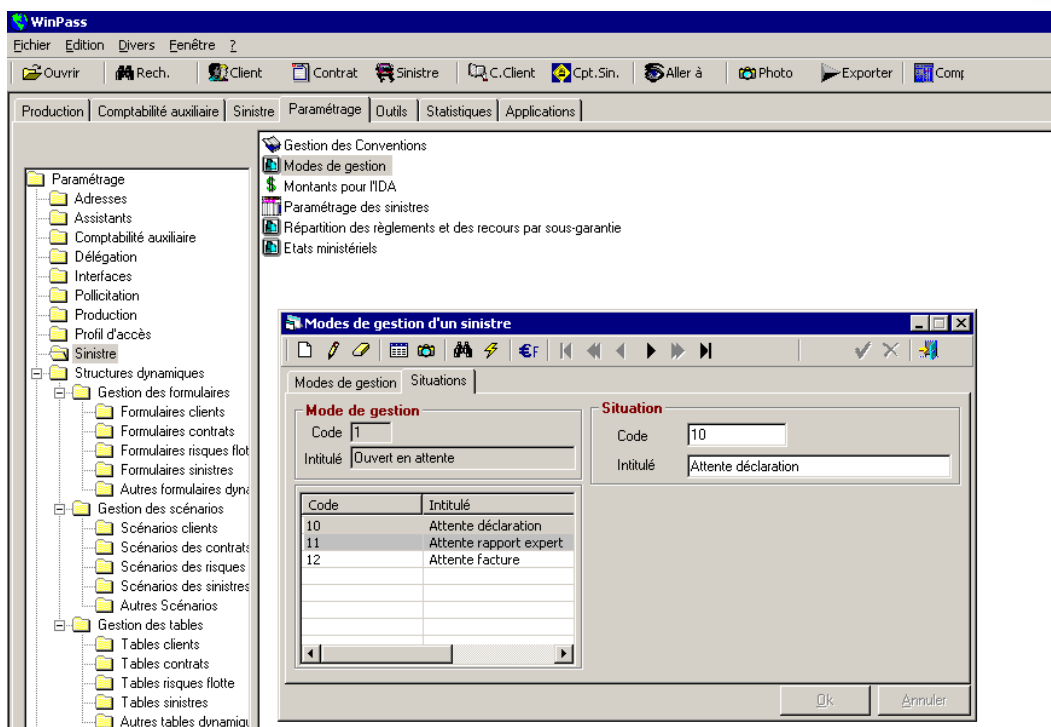 WinPass
Fichier Edition Divers Fenêtre ?
Ouvrir Rech. Client Contrat Sinistre C.Client Cpt.Sin. Aller à Photo Exporter Comp
Production Comptabilité auxiliaire Sinistre Paramétrage Outils Statistiques Applications
Paramétrage
Adresses
Assistants
Comptabilité auxiliaire
Délégation
Interfaces
Pollicitation
Production
Profil d'accès
Sinistre
Structures dynamiques
Gestion des formulaires
Formulaires clients
Formulaires contrats
Formulaires risques flot
Formulaires sinistres
Autres formulaires dyna
Gestion des scénarios
Scénarios clients
Scénarios des contrats
Scénarios des risques
Scénarios des sinistres
Autres Scénarios
Gestion des tables
Tables clients
Tables contrats
Tables risques flotte
Tables sinistres
Autres tables dynamiqu
Gestion des Conventions
Modes de gestion
$ Montants pour l'IDA
Paramétrage des sinistres
Répartition des règlements et des recours par sous-garantie
Etats ministériels
Modes de gestion d'un sinistre
€F
Modes de gestion Situations
Mode de gestion
Code 1
Intitulé Ouvert en attente
Situation
Code 10
Intitulé Attente déclaration
Code Intitulé
10 Attente déclaration
11 Attente rapport expert
12 Attente facture
Ok Annuler